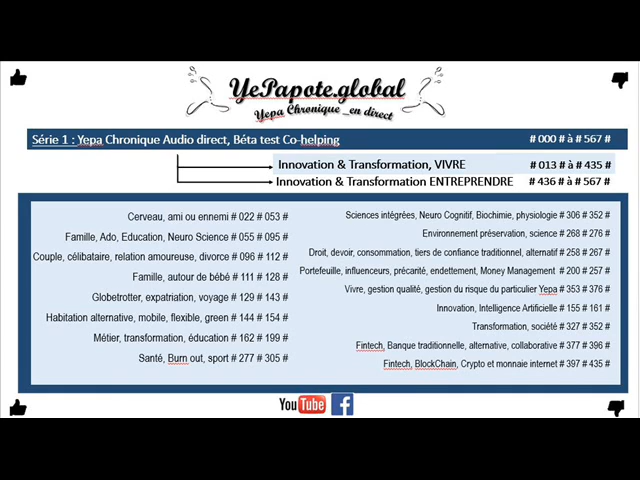 YePapote.global
Yepa Chronique _en direct
Série 1 : Yepa Chronique Audio direct, Béta test Co-helping # 000 # à # 567 #
Innovation & Transformation, VIVRE # 013 # à # 435 #
Innovation & Transformation ENTREPRENDRE # 436 # à # 567 #
Cerveau, ami ou ennemi # 022 # 053 #
Famille, Ado, Education, Neuro Science # 055 # 095 #
Couple, célibataire, relation amoureuse, divorce # 096 # 112 #
Famille, autour de bébé # 111 # 128 #
Globetrotter, expatriation, voyage # 129 # 143 #
Habitation alternative, mobile, flexible, green # 144 # 154 #
Métier, transformation, éducation # 162 # 199 #
Santé, Burn out, sport # 277 # 305 #
Sciences intégrées, Neuro Cognitif, Biochimie, physiologie # 306 # 352 #
Environnement préservation, science # 268 # 276 #
Droit, devoir, consommation, tiers de confiance traditionnel, alternatif # 258 # 267 #
Portefeuille, influenceurs, précarité, endettement, Money Management # 200 # 257 #
Vivre, gestion qualité, gestion du risque du particulier Yepa # 353 # 376 #
Innovation, Intelligence Artificielle # 155 # 161 #
Transformation, société # 327 # 352 #
Fintech, Banque traditionnelle, alternative, collaborative # 377 # 396 #
Fintech, BlockChain, Crypto et monnaie internet # 397 # 435 #
YouTube f